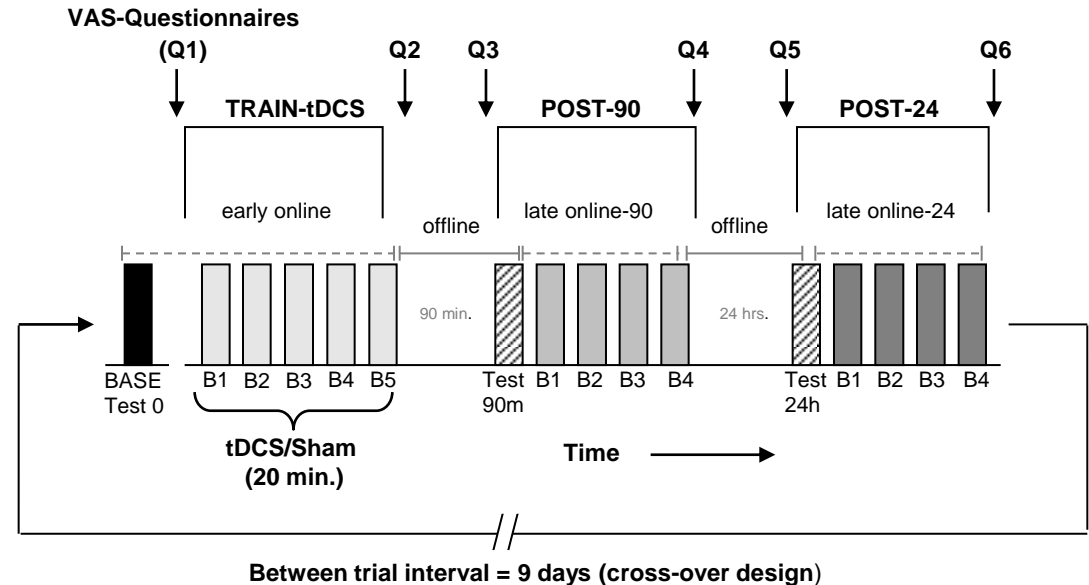 VAS-Questionnaires
(Q1) Q2 Q3 Q4 Q5 Q6
TRAIN-tDCS POST-90 POST-24
early online late online-90 late online-24
offline offline
90 min. 24 hrs.
BASE B1 B2 B3 B4 B5 Test B1 B2 B3 B4 Test B1 B2 B3 B4
Test 0 90m 24h
tDCS/Sham Time
(20 min.)
Between trial interval = 9 days (cross-over design)